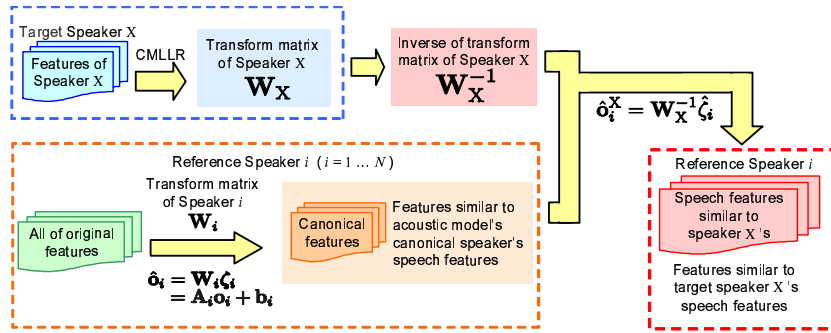 Target Speaker X
Features of
Speaker X
CMLLR
Transform matrix
of Speaker X
W_X
Inverse of transform
matrix of Speaker X
W_X^{-1}
ô_i^X = W_X^{-1} ζ̂_i
Reference Speaker i ( i = 1 ... N )
All of original
features
Transform matrix
of Speaker i
W_i
ô_i = W_i ζ_i
= A_i o_i + b_i
Canonical
features
Features similar to
acoustic model's
canonical speaker's
speech features
Reference Speaker i
Speech features
similar to
speaker X 's
Features similar to
target speaker X 's
speech features